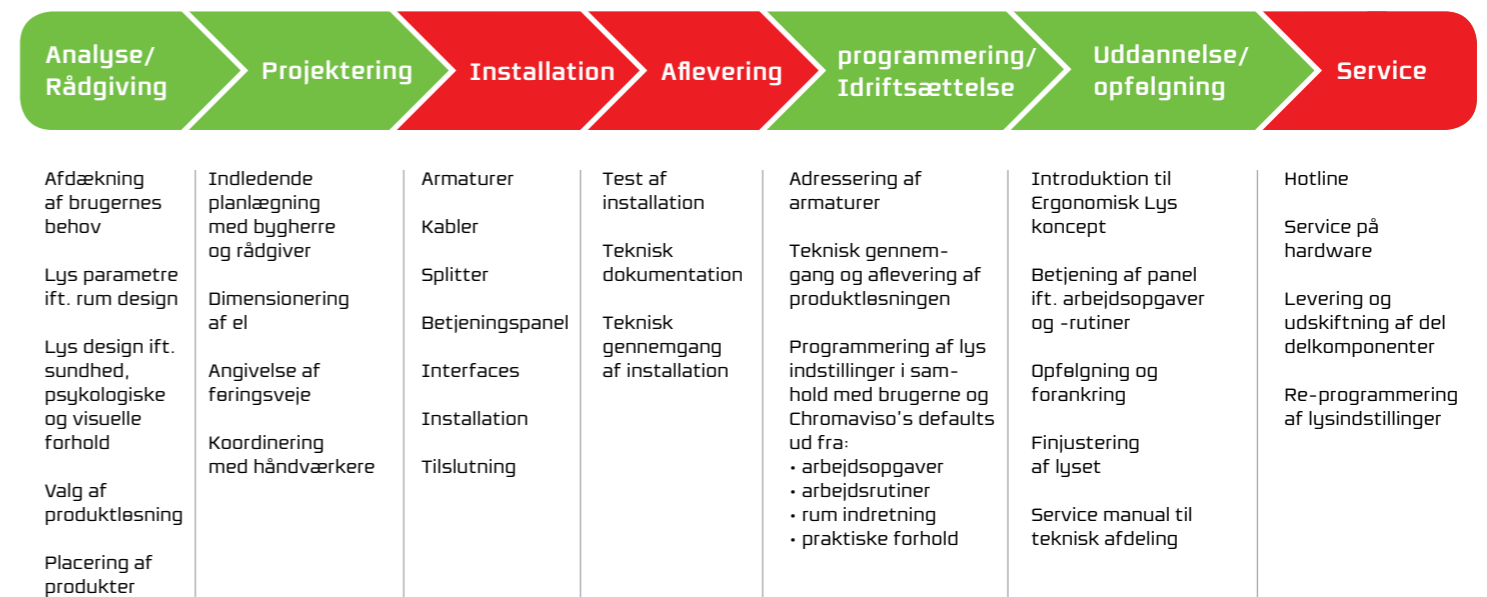 Analyse/
Rådgiving
Projektering
Installation
Aflevering
programmering/
Idriftsættelse
Uddannelse/
opfølgning
Service
Afdækning
af brugernes
behov
Lys parametre
ift. rum design
Lys design ift.
sundhed,
psykologiske
og visuelle
forhold
Valg af
produktløsning
Placering af
produkter
Indledende
planlægning
med bygherre
og rådgiver
Dimensionering
af el
Angivelse af
føringsveje
Koordinering
med håndværkere
Armaturer
Kabler
Splitter
Betjeningspanel
Interfaces
Installation
Tilslutning
Test af
installation
Teknisk
dokumentation
Teknisk
gennemgang
af installation
Adressering af
armaturer
Teknisk gennem-
gang og aflevering af
produktløsningen
Programmering af lys
indstillinger i sam-
hold med brugerne og
Chromaviso's defaults
ud fra:
• arbejdsopgaver
• arbejdsrutiner
• rum indretning
• praktiske forhold
Introduktion til
Ergonomisk Lys
koncept
Betjening af panel
ift. arbejdsopgaver
og -rutiner
Opfølgning og
forankring
Finjustering
af lyset
Service manual til
teknisk afdeling
Hotline
Service på
hardware
Levering og
udskiftning af del
delkomponenter
Re-programmering
af lysindstillinger